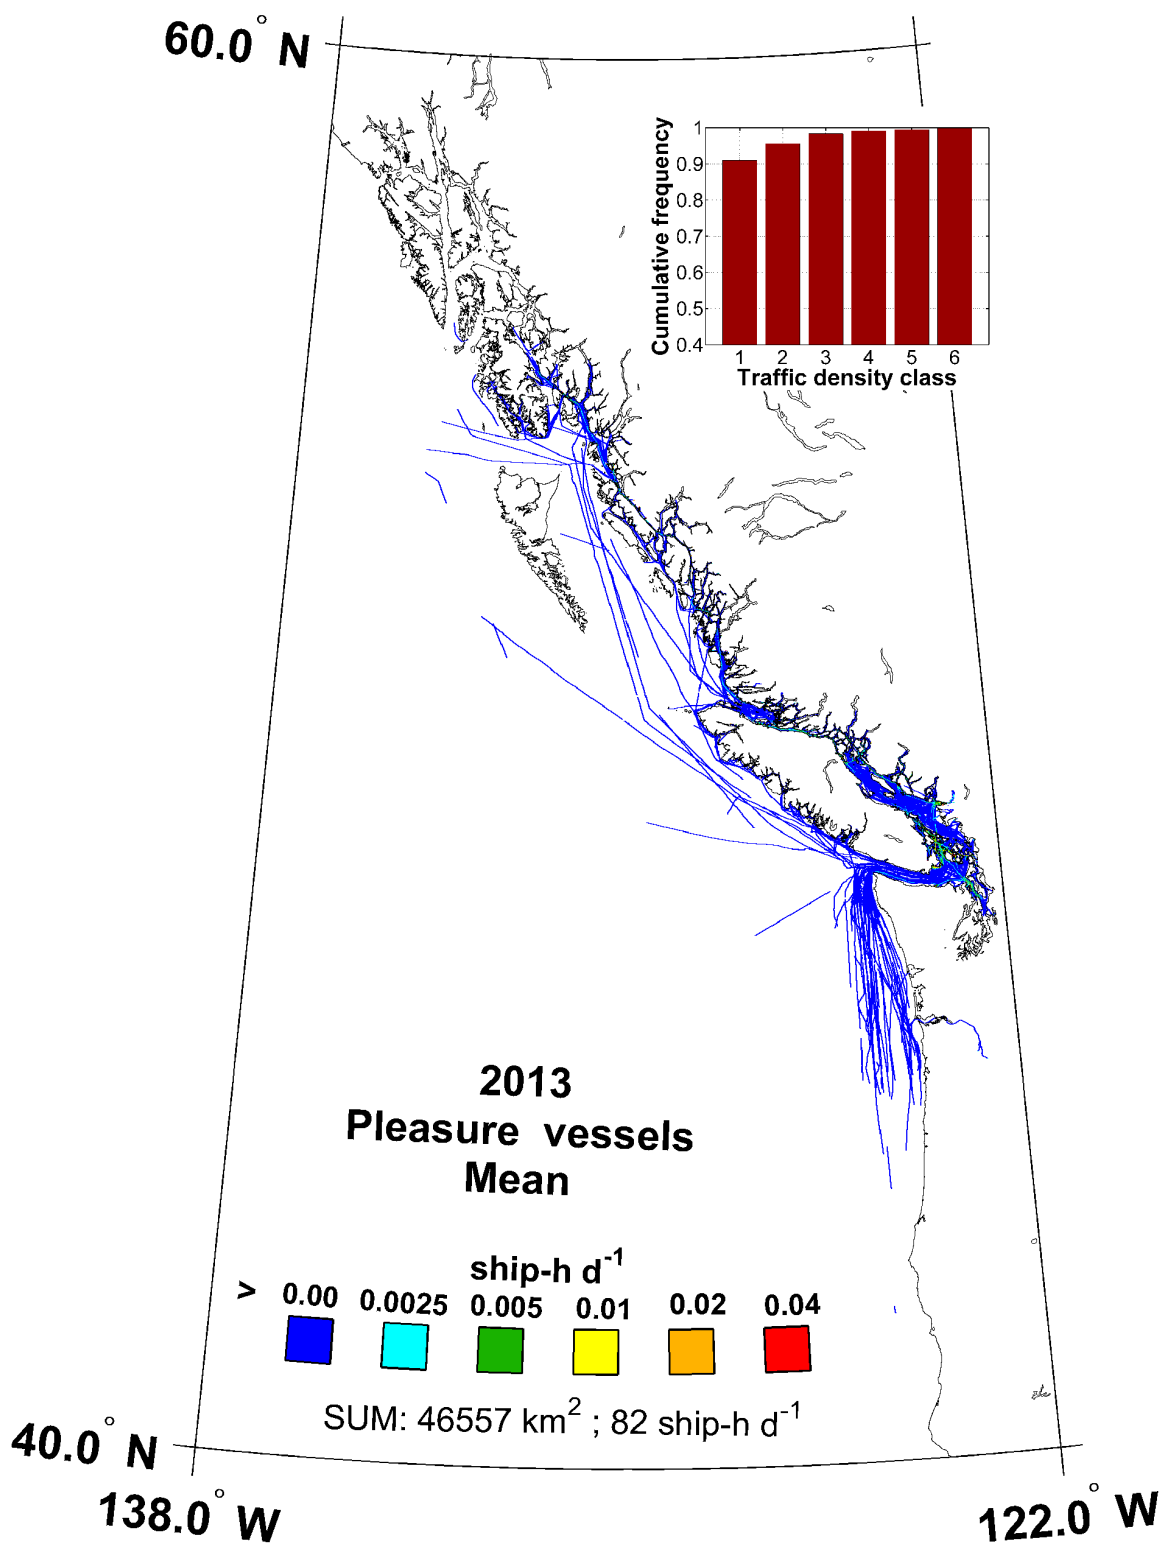 60.0° N
Cumulative frequency
1
0.9
0.8
0.7
0.6
0.5
0.4
1 2 3 4 5 6
Traffic density class
2013
Pleasure vessels
Mean
ship-h d⁻¹
> 0.00 0.0025 0.005 0.01 0.02 0.04
SUM: 46557 km² ; 82 ship-h d⁻¹
40.0° N
138.0° W
122.0° W